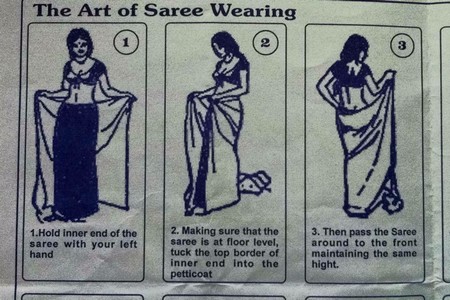 The Art of Saree Wearing
1
2
3
1.Hold inner end of the
saree with your left
hand
2. Making sure that the
saree is at floor level,
tuck the top border of
inner end into the
petticoat
3. Then pass the Saree
around to the front
maintaining the same
hight.